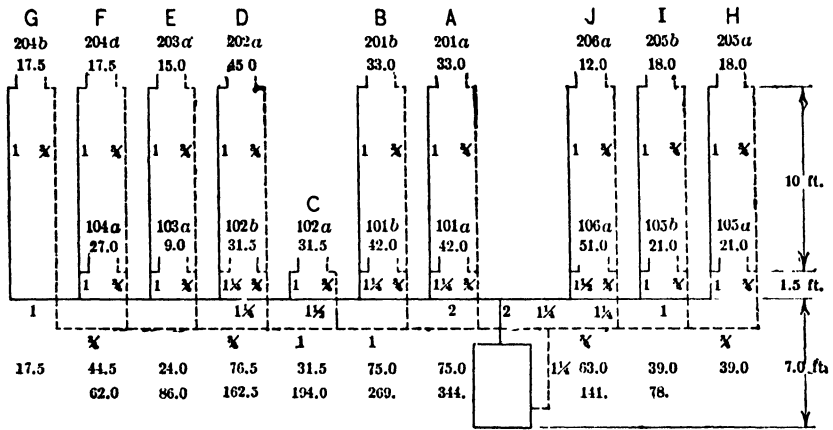 G F E D B A J I H
204b 204a 203a 202a 201b 201a 206a 205b 205a
17.5 17.5 15.0 45.0 33.0 33.0 12.0 18.0 18.0
1 ¾ 1 ¾ 1 ¾ 1 ¾ 1 ¾ 1 ¾ 1 ¾ 1 ¾ 1 ¾
10 ft.
C
104a 103a 102b 102a 101b 101a 106a 105b 105a
27.0 9.0 31.5 31.5 42.0 42.0 51.0 21.0 21.0
1 ¾ 1 ¾ 1¼ ¾ 1 ¾ 1¼ ¾ 1¼ ¾ 1½ ¾ 1 ¾ 1 ¾ 1.5 ft.
1 1¼ 1½ 2 2 1¼ 1¼ 1
¾ ¾ 1 1 ¾ ¾
17.5 44.5 24.0 76.5 31.5 75.0 75.0 1¼ 63.0 39.0 39.0 7.0 ft.
62.0 86.0 162.5 194.0 269. 344. 141. 78.